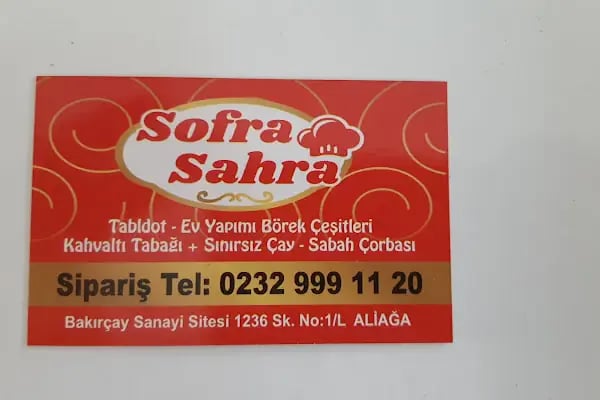 Sofra
Sahra
Tabldot - Ev Yapımı Börek Çeşitleri
Kahvaltı Tabağı + Sınırsız Çay - Sabah Çorbası
Sipariş Tel: 0232 999 11 20
Bakırçay Sanayi Sitesi 1236 Sk. No:1/L ALİAĞA